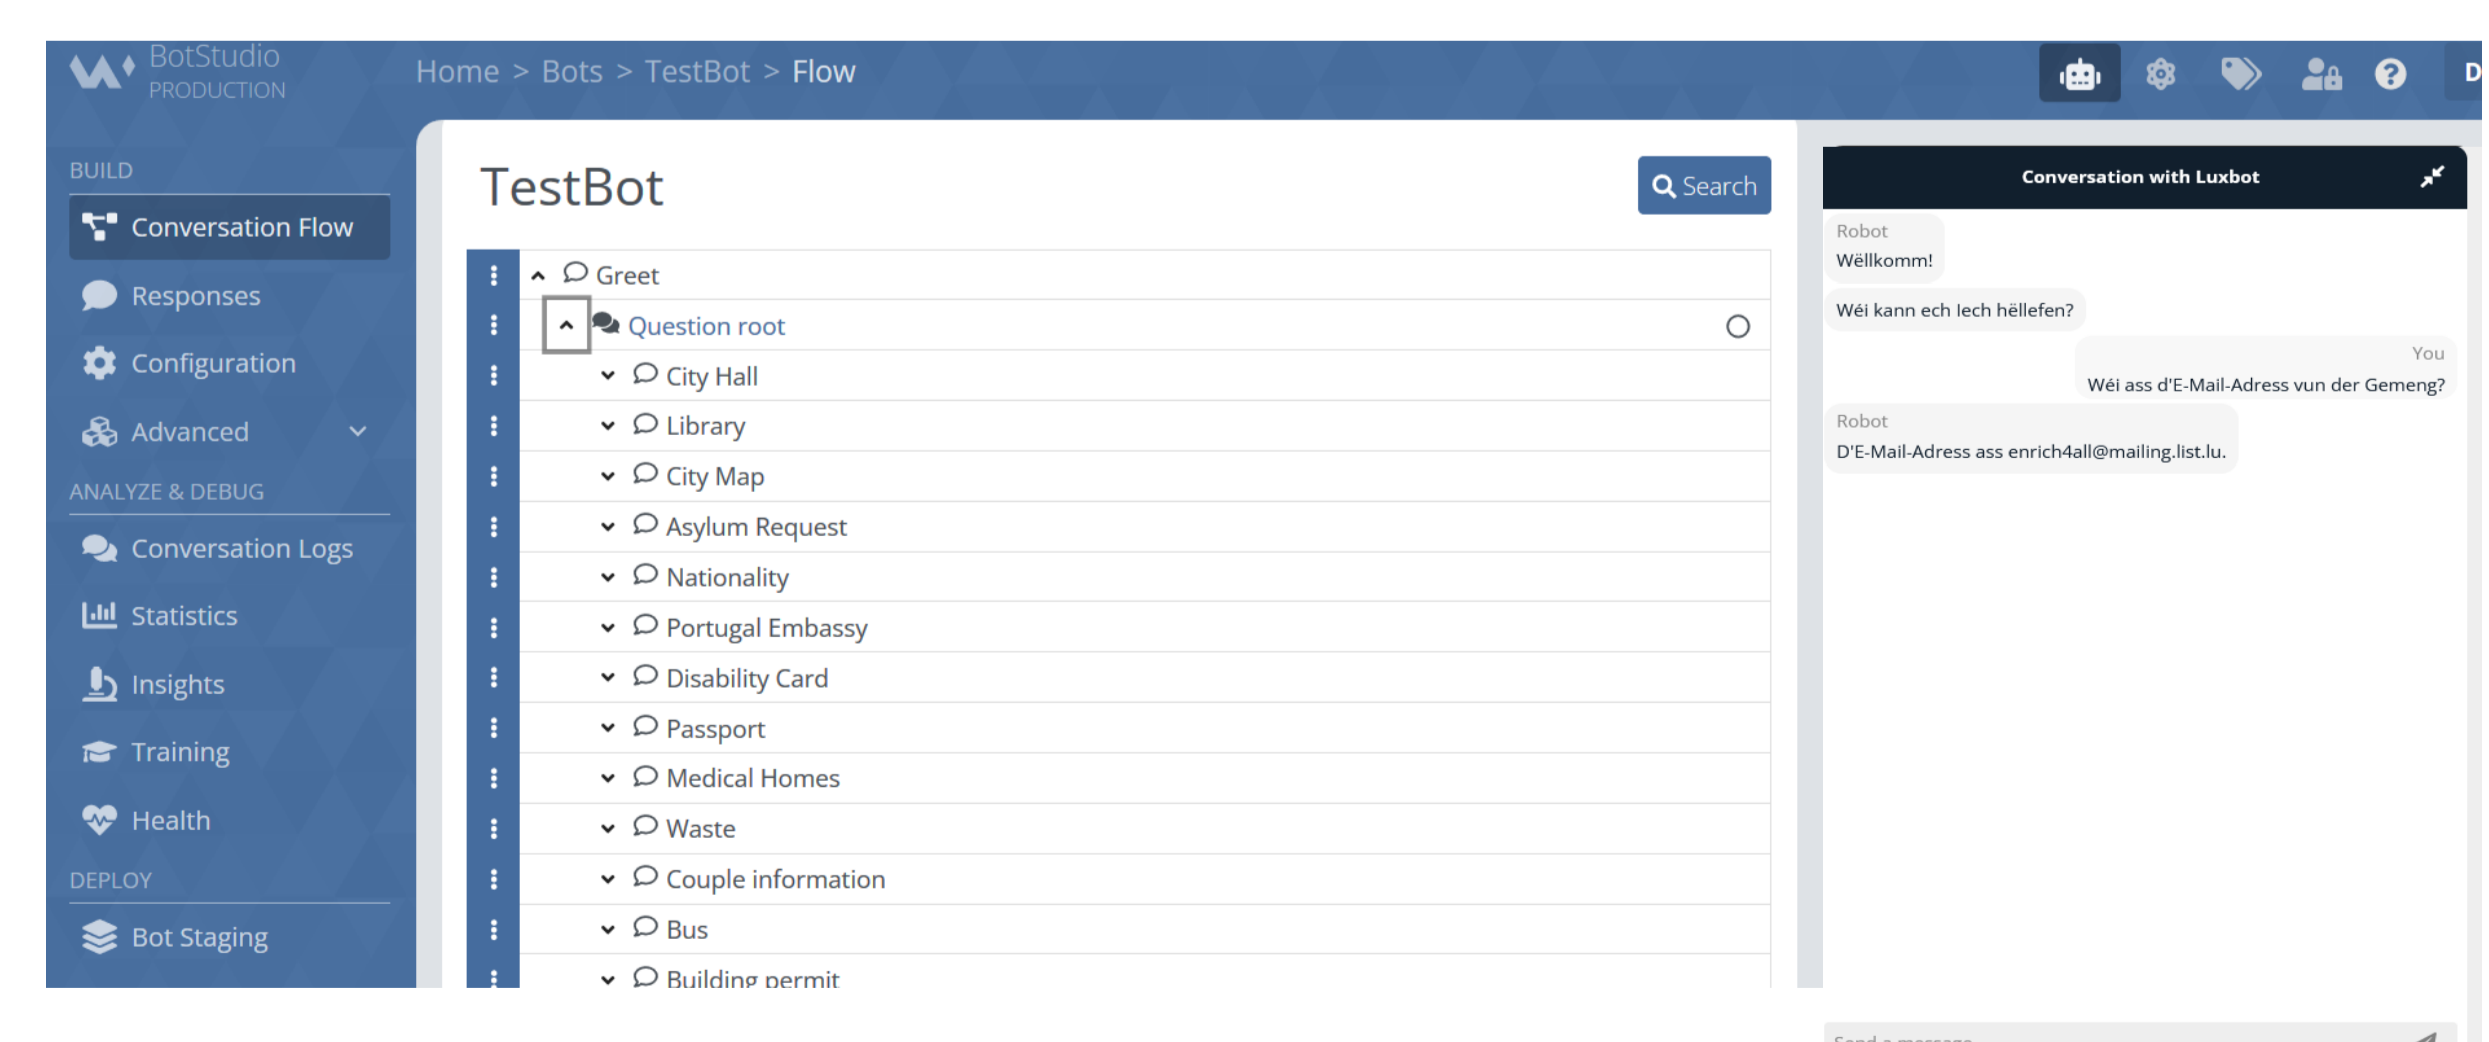 BotStudio
PRODUCTION
Home > Bots > TestBot > Flow
D
BUILD
Conversation Flow
Responses
Configuration
Advanced
ANALYZE & DEBUG
Conversation Logs
Statistics
Insights
Training
Health
DEPLOY
Bot Staging
TestBot
Search
Greet
Question root
City Hall
Library
City Map
Asylum Request
Nationality
Portugal Embassy
Disability Card
Passport
Medical Homes
Waste
Couple information
Bus
Building permit
Conversation with Luxbot
Robot
Wëllkomm!
Wéi kann ech Iech hëllefen?
You
Wéi ass d'E-Mail-Adress vun der Gemeng?
Robot
D'E-Mail-Adress ass enrich4all@mailing.list.lu.
Send a message